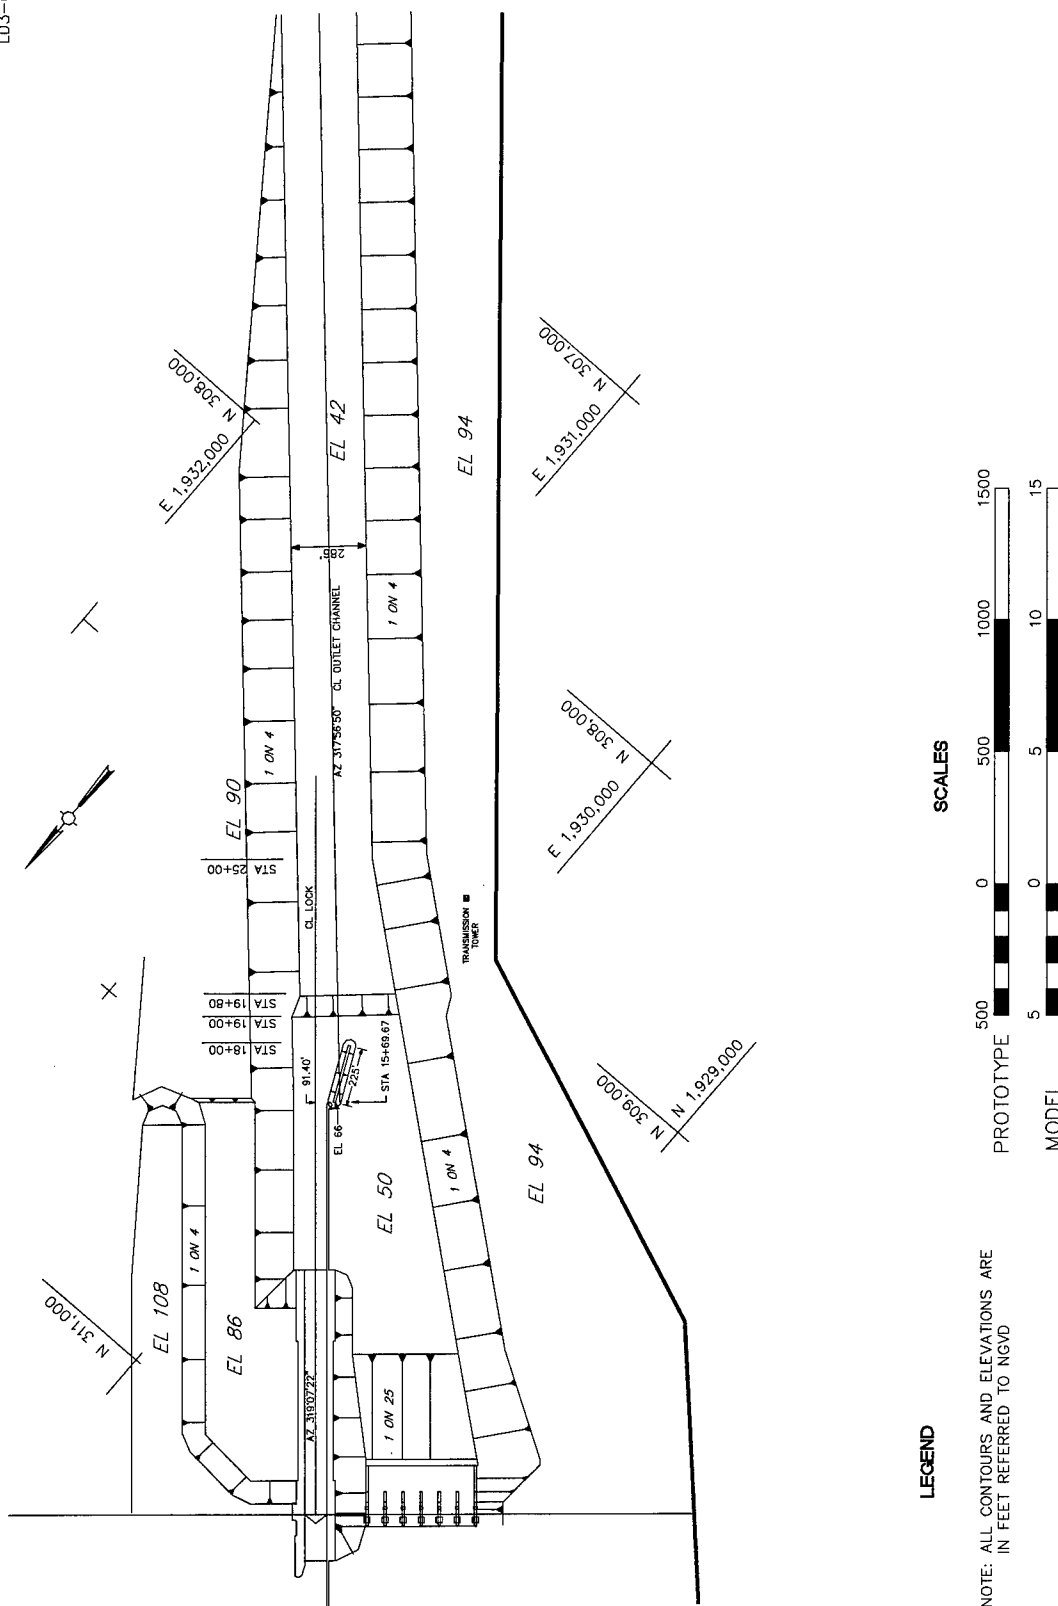 LD3-
N 308,000
E 1,932,000
N 307,000
E 1,931,000
EL 42
EL 94
286'
1 ON 4
CL OUTLET CHANNEL
AZ 317°56'50"
1 ON 4
EL 90
STA 25+00
CL LOCK
TRANSMISSION
TOWER
N 308,000
E 1,930,000
STA 19+80
STA 19+00
STA 18+00
91.40'
225'
STA 15+69.67
EL 66
EL 50
1 ON 4
EL 94
N 309,000
N 1,929,000
1 ON 4
EL 108
EL 86
N 311,000
AZ 319°07'22"
1 ON 25
SCALES
PROTOTYPE
500 0 500 1000 1500
MODEL
5 0 5 10 15
LEGEND
NOTE: ALL CONTOURS AND ELEVATIONS ARE
IN FEET REFERRED TO NGVD